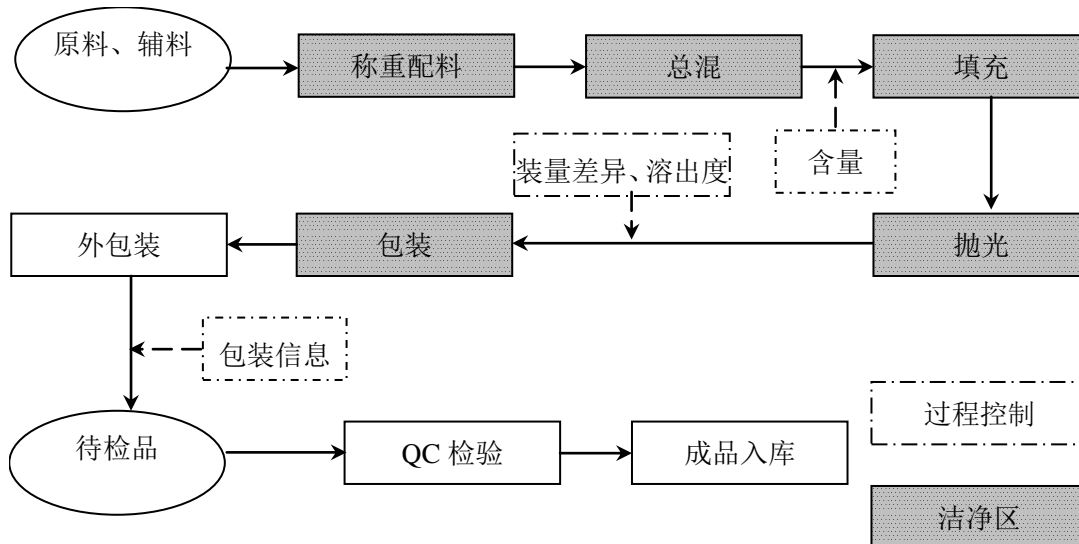 原料、辅料
称重配料
总混
填充
含量
装量差异、溶出度
外包装
包装
抛光
包装信息
过程控制
待检品
QC 检验
成品入库
洁净区